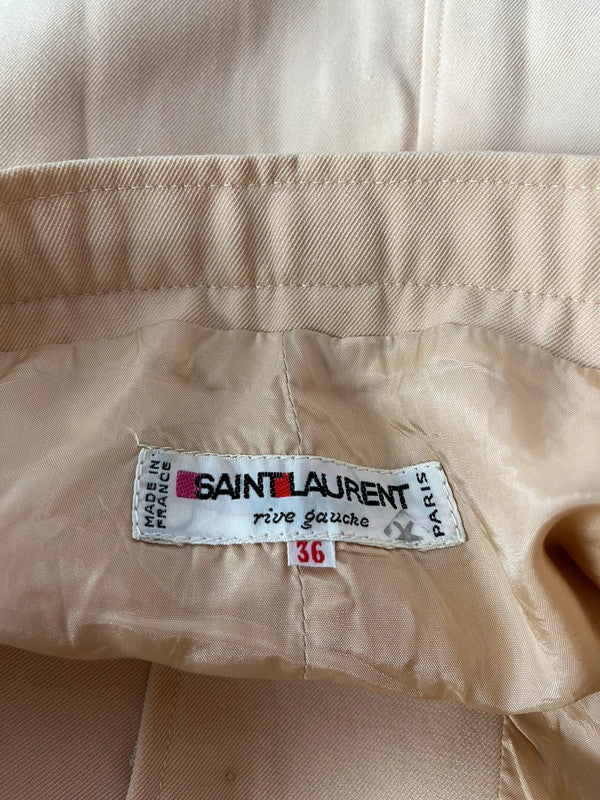 MADE IN
FRANCE
SAINT LAURENT
rive gauche
PARIS
36